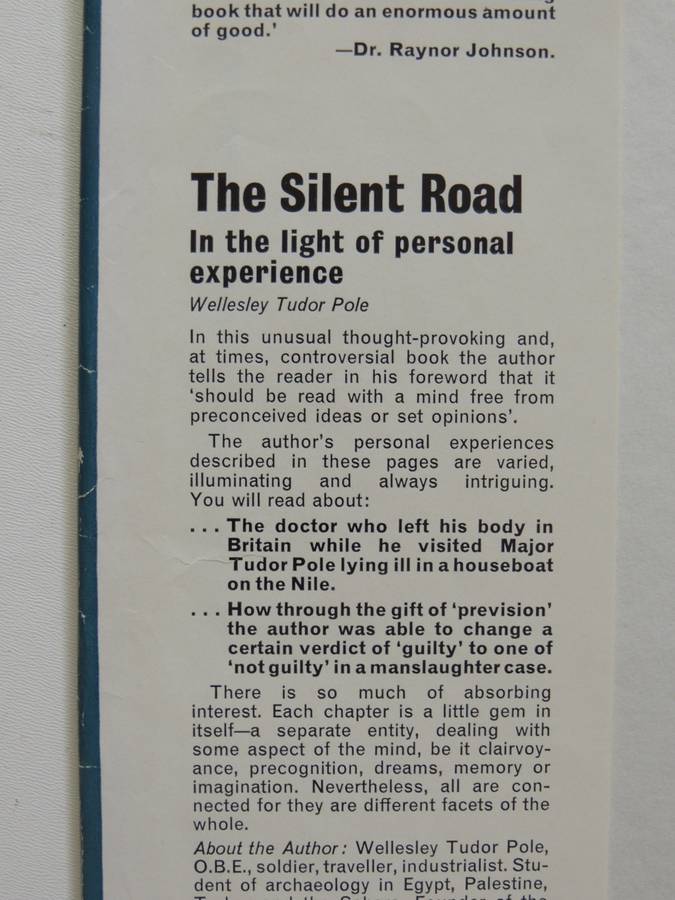 book that will do an enormous amount
of good.'
—Dr. Raynor Johnson.
The Silent Road
In the light of personal
experience
Wellesley Tudor Pole
In this unusual thought-provoking and,
at times, controversial book the author
tells the reader in his foreword that it
'should be read with a mind free from
preconceived ideas or set opinions'.
The author's personal experiences
described in these pages are varied,
illuminating and always intriguing.
You will read about:
... The doctor who left his body in
Britain while he visited Major
Tudor Pole lying ill in a houseboat
on the Nile.
... How through the gift of 'prevision'
the author was able to change a
certain verdict of 'guilty' to one of
'not guilty' in a manslaughter case.
There is so much of absorbing
interest. Each chapter is a little gem in
itself—a separate entity, dealing with
some aspect of the mind, be it clairvoy-
ance, precognition, dreams, memory or
imagination. Nevertheless, all are con-
nected for they are different facets of the
whole.
About the Author: Wellesley Tudor Pole,
O.B.E., soldier, traveller, industrialist. Stu-
dent of archaeology in Egypt, Palestine,